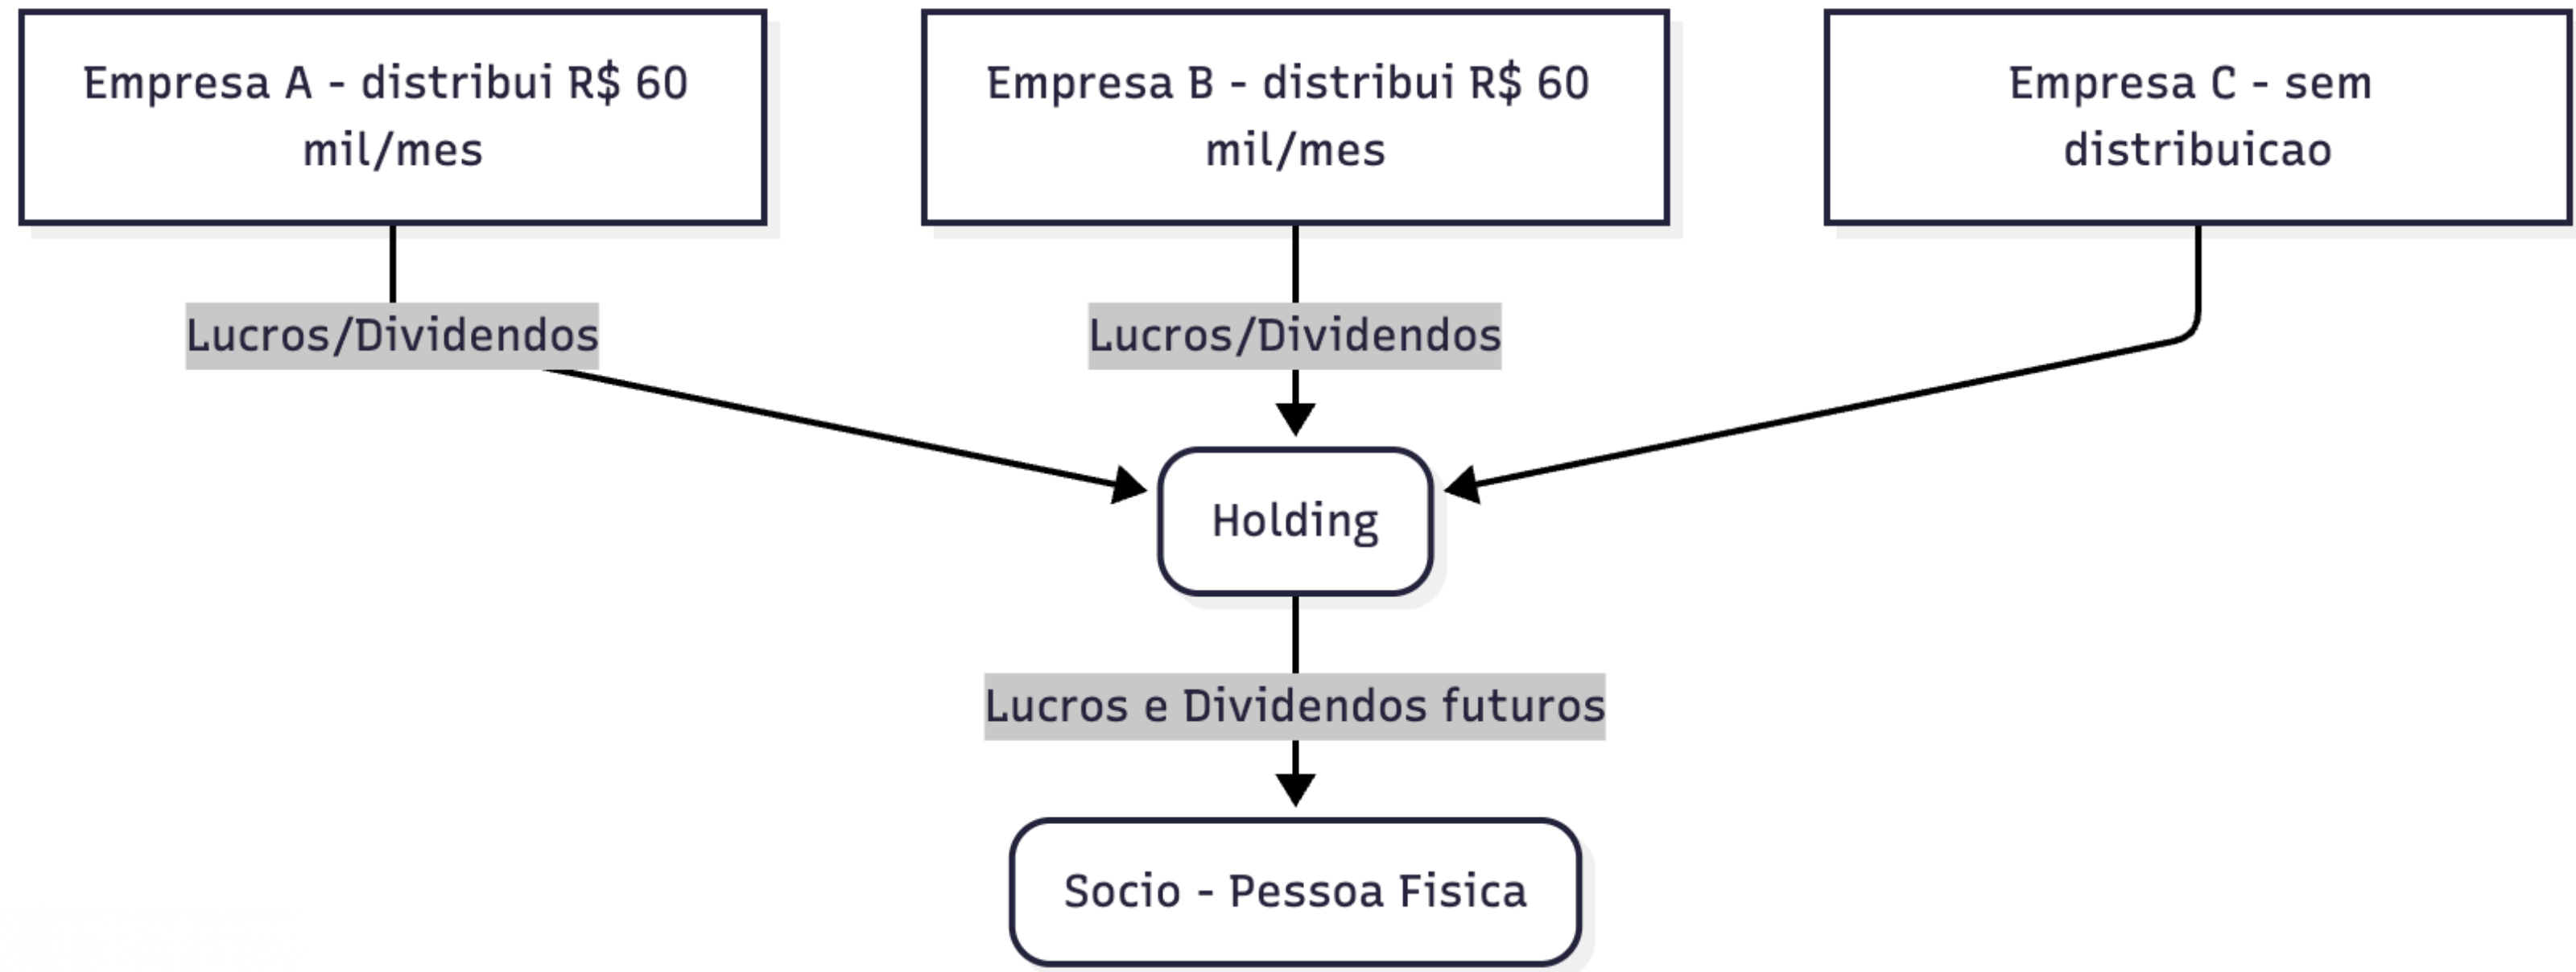 Empresa A - distribui R$ 60
mil/mes
Empresa B - distribui R$ 60
mil/mes
Empresa C - sem
distribuicao
Lucros/Dividendos
Lucros/Dividendos
Holding
Lucros e Dividendos futuros
Socio - Pessoa Fisica